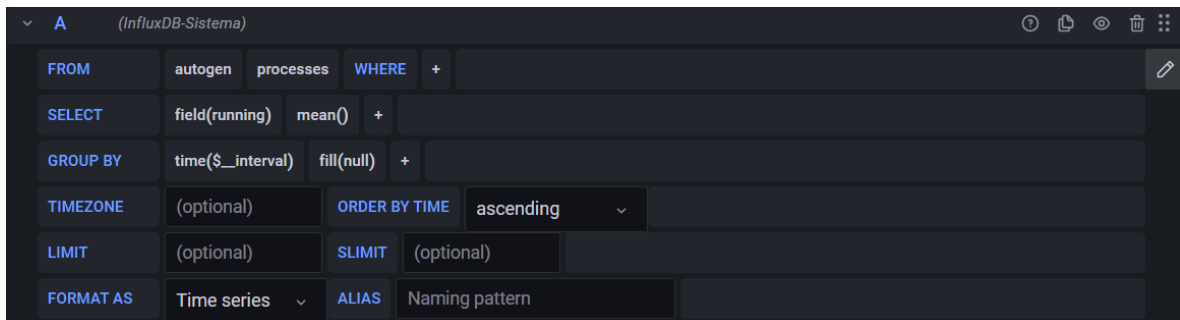 A (InfluxDB-Sistema)
FROM autogen processes WHERE +
SELECT field(running) mean() +
GROUP BY time($__interval) fill(null) +
TIMEZONE (optional) ORDER BY TIME ascending
LIMIT (optional) SLIMIT (optional)
FORMAT AS Time series ALIAS Naming pattern